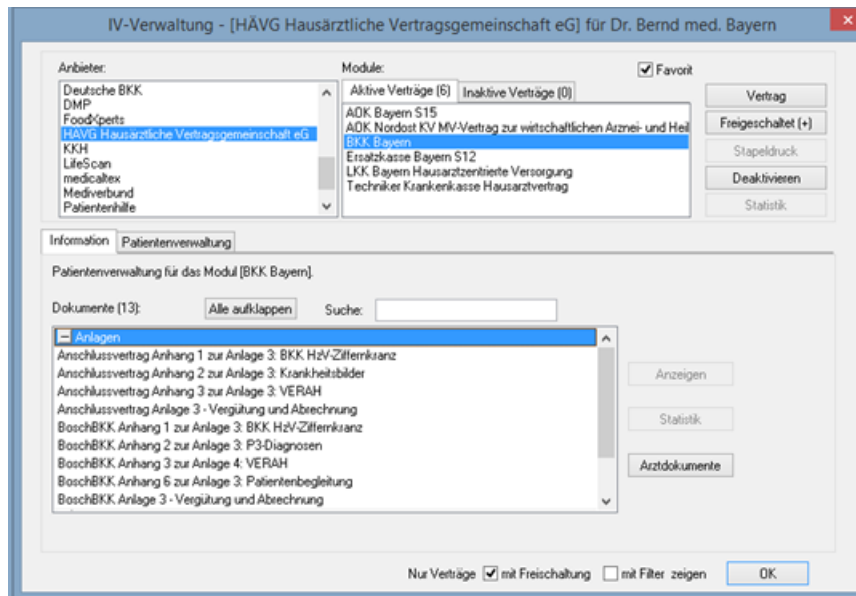 IV-Verwaltung - [HÄVG Hausärztliche Vertragsgemeinschaft eG] für Dr. Bernd med. Bayern
Anbieter:
Deutsche BKK
DMP
FoodXperts
HÄVG Hausärztliche Vertragsgemeinschaft eG
KKH
LifeScan
medicaltex
Mediverbund
Patientenhilfe
Module:
Favorit
Aktive Verträge (6)
Inaktive Verträge (0)
AOK Bayern S15
AOK Nordost KV MV-Vertrag zur wirtschaftlichen Arznei- und Heil
BKK Bayern
Ersatzkasse Bayern S12
LKK Bayern Hausarztzentrierte Versorgung
Techniker Krankenkasse Hausarztvertrag
Vertrag
Freigeschaltet (+)
Stapeldruck
Deaktivieren
Statistik
Information
Patientenverwaltung
Patientenverwaltung für das Modul [BKK Bayern].
Dokumente (13):
Alle aufklappen
Suche:
Anlagen
Anschlussvertrag Anhang 1 zur Anlage 3: BKK HzV-Ziffernkranz
Anschlussvertrag Anhang 2 zur Anlage 3: Krankheitsbilder
Anschlussvertrag Anhang 3 zur Anlage 3: VERAH
Anschlussvertrag Anlage 3 - Vergütung und Abrechnung
BoschBKK Anhang 1 zur Anlage 3: BKK HzV-Ziffernkranz
BoschBKK Anhang 2 zur Anlage 3: P3-Diagnosen
BoschBKK Anhang 3 zur Anlage 4: VERAH
BoschBKK Anhang 6 zur Anlage 3: Patientenbegleitung
BoschBKK Anlage 3 - Vergütung und Abrechnung
Anzeigen
Statistik
Arztdokumente
Nur Verträge
mit Freischaltung
mit Filter zeigen
OK